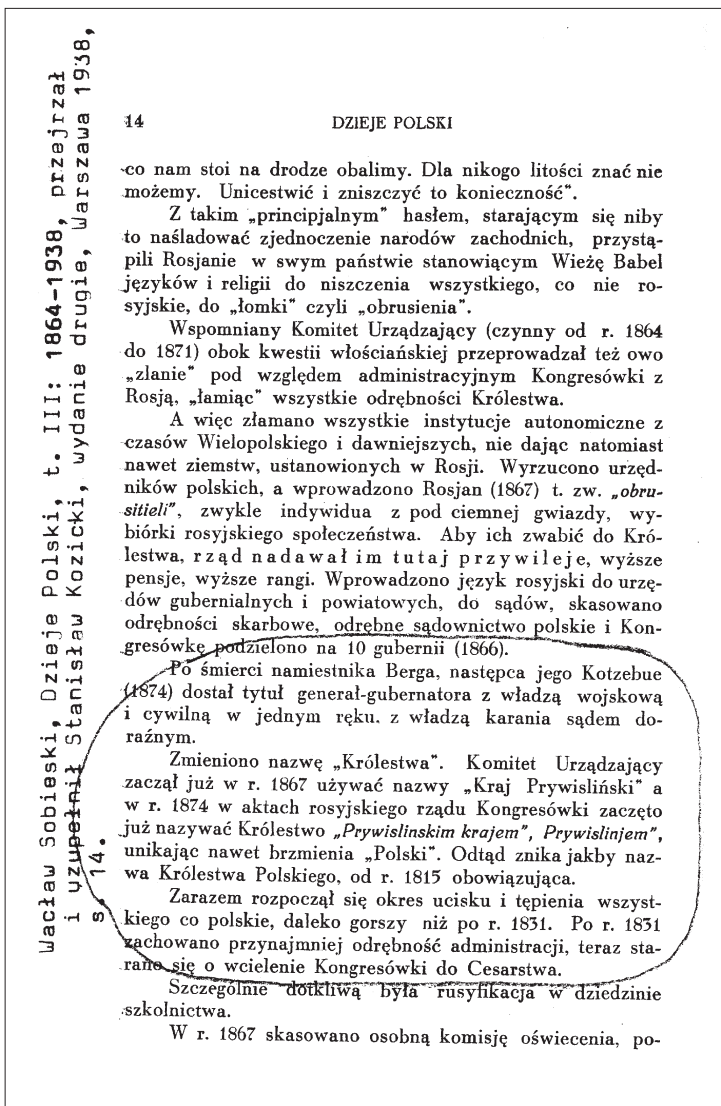 Wacław Sobieski, Dzieje Polski, t. III: 1864-1938, przejrzał
i uzupełnił Stanisław Kozicki, wydanie drugie, Warszawa 1938,
s. 14.
14 DZIEJE POLSKI
co nam stoi na drodze obalimy. Dla nikogo litości znać nie
możemy. Unicestwić i zniszczyć to konieczność".
Z takim „principjalnym" hasłem, starającym się niby
to naśladować zjednoczenie narodów zachodnich, przystą-
pili Rosjanie w swym państwie stanowiącym Wieżę Babel
języków i religii do niszczenia wszystkiego, co nie ro-
syjskie, do „łomki" czyli „obrusienia".
Wspomniany Komitet Urządzający (czynny od r. 1864
do 1871) obok kwestii włościańskiej przeprowadzał też owo
„zlanie" pod względem administracyjnym Kongresówki z
Rosją, „łamiąc" wszystkie odrębności Królestwa.
A więc złamano wszystkie instytucje autonomiczne z
czasów Wielopolskiego i dawniejszych, nie dając natomiast
nawet ziemstw, ustanowionych w Rosji. Wyrzucono urzęd-
ników polskich, a wprowadzono Rosjan (1867) t. zw. „obru-
sitieli", zwykle indywidua z pod ciemnej gwiazdy, wy-
biórki rosyjskiego społeczeństwa. Aby ich zwabić do Kró-
lestwa, rząd nadawał im tutaj przywileje, wyższe
pensje, wyższe rangi. Wprowadzono język rosyjski do urzę-
dów gubernialnych i powiatowych, do sądów, skasowano
odrębności skarbowe, odrębne sądownictwo polskie i Kon-
gresówkę podzielono na 10 gubernii (1866).
Po śmierci namiestnika Berga, następca jego Kotzebue
(1874) dostał tytuł generał-gubernatora z władzą wojskową
i cywilną w jednym ręku. z władzą karania sądem do-
raźnym.
Zmieniono nazwę „Królestwa". Komitet Urządzający
zaczął już w r. 1867 używać nazwy „Kraj Prywisliński" a
w r. 1874 w aktach rosyjskiego rządu Kongresówki zaczęto
już nazywać Królestwo „Prywislinskim krajem", Prywislinjem",
unikając nawet brzmienia „Polski". Odtąd znika jakby naz-
wa Królestwa Polskiego, od r. 1815 obowiązująca.
Zarazem rozpoczął się okres ucisku i tępienia wszyst-
kiego co polskie, daleko gorszy niż po r. 1831. Po r. 1831
zachowano przynajmniej odrębność administracji, teraz sta-
rano się o wcielenie Kongresówki do Cesarstwa.
Szczególnie dotkliwą była rusyfikacja w dziedzinie
szkolnictwa.
W r. 1867 skasowano osobną komisję oświecenia, po-